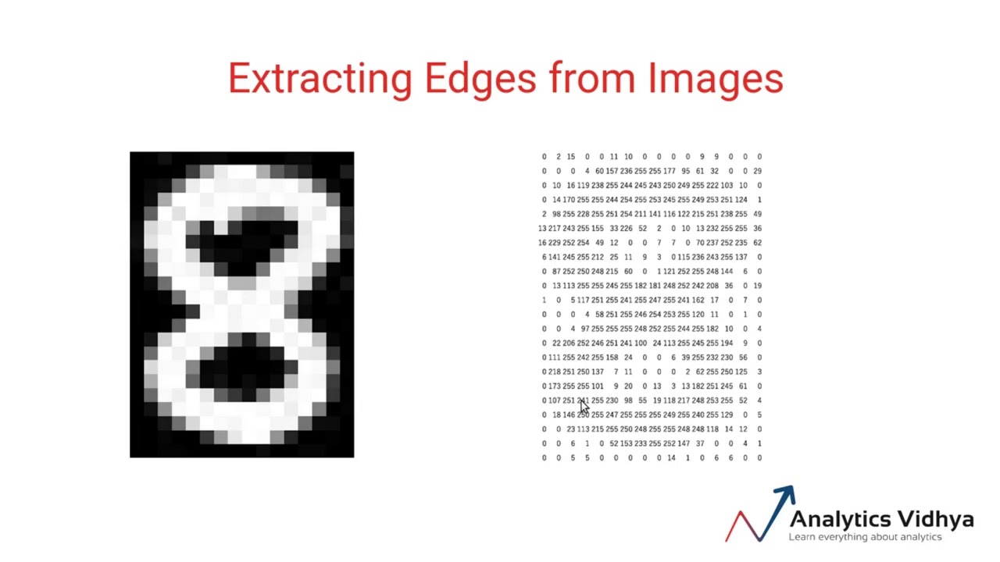 Extracting Edges from Images
0 2 15 0 0 11 10 0 0 0 0 9 9 0 0 0
0 0 0 4 60 157 236 255 255 177 95 61 32 0 0 29
0 10 16 119 238 255 244 245 243 250 249 255 222 103 10 0
0 14 170 255 255 244 254 255 253 245 255 249 253 251 124 1
2 98 255 228 255 251 254 211 141 116 122 215 251 238 255 49
13 217 243 255 155 33 226 52 2 0 10 13 232 255 255 36
16 229 252 254 49 12 0 0 7 7 0 70 237 252 235 62
6 141 245 255 212 25 11 9 3 0 115 236 243 255 137 0
0 87 252 250 248 215 60 0 1 121 252 255 248 144 6 0
0 13 113 255 255 245 255 182 181 248 252 242 208 36 0 19
1 0 5 117 251 255 241 255 247 255 241 162 17 0 7 0
0 0 0 4 58 251 255 246 254 253 255 120 11 0 1 0
0 0 4 97 255 255 255 248 252 255 244 255 182 10 0 4
0 22 206 252 246 251 241 100 24 113 255 245 255 194 9 0
0 111 255 242 255 158 24 0 0 6 39 255 232 230 56 0
0 218 251 250 137 7 11 0 0 0 2 62 255 250 125 3
0 173 255 255 101 9 20 0 13 3 13 182 251 245 61 0
0 107 251 241 255 230 98 55 19 118 217 248 253 255 52 4
0 18 146 250 255 247 255 255 255 249 255 240 255 129 0 5
0 0 23 113 215 255 250 248 255 255 248 248 118 14 12 0
0 0 6 1 0 52 153 233 255 252 147 37 0 0 4 1
0 0 5 5 0 0 0 0 0 14 1 0 6 6 0 0
Analytics Vidhya
Learn everything about analytics